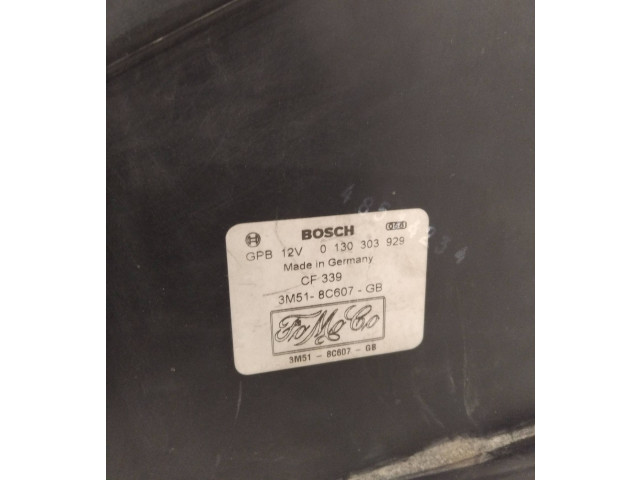 BOSCH
GPB 12V 0 130 303 929
Made in Germany
CF 339
3M51-8C607-GB
FoMoCo
3M51 - 8C607 - GB